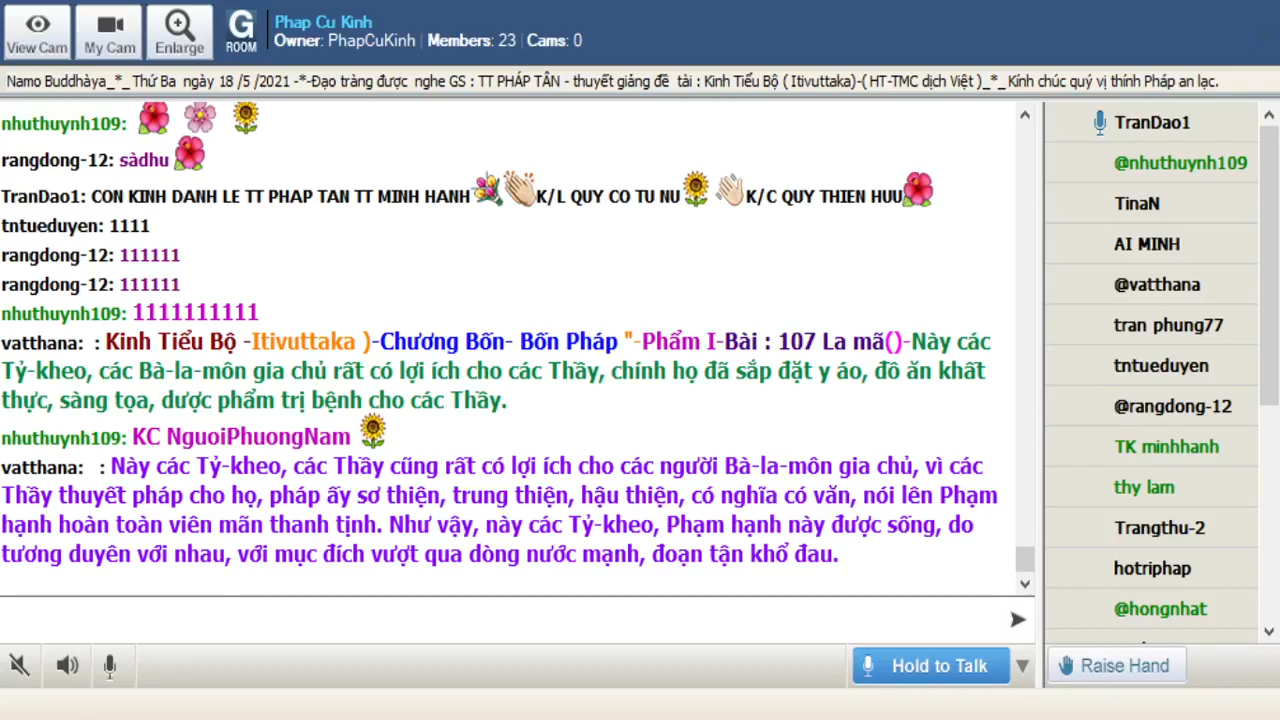 View Cam
My Cam
Enlarge
G
ROOM
Phap Cu Kinh
Owner: PhapCuKinh | Members: 23 | Cams: 0
Namo Buddhàya_*_Thứ Ba ngày 18 /5 /2021 -*-Đạo tràng được nghe GS : TT PHÁP TÂN - thuyết giảng đề tài : Kinh Tiểu Bộ ( Itivuttaka)-( HT-TMC dịch Việt )_*_Kính chúc quý vị thính Pháp an lạc.
nhuthuynh109:
rangdong-12: sàdhu
TranDao1: CON KINH DANH LE TT PHAP TAN TT MINH HANH K/L QUY CO TU NU K/C QUY THIEN HUU
tntueduyen: 1111
rangdong-12: 111111
rangdong-12: 111111
nhuthuynh109: 1111111111
vatthana: : Kinh Tiểu Bộ -Itivuttaka )-Chương Bốn- Bốn Pháp "-Phẩm I-Bài : 107 La mã()-Này các
Tỷ-kheo, các Bà-la-môn gia chủ rất có lợi ích cho các Thầy, chính họ đã sắp đặt y áo, đồ ăn khất
thực, sàng tọa, dược phẩm trị bệnh cho các Thầy.
nhuthuynh109: KC NguoiPhuongNam
vatthana: : Này các Tỷ-kheo, các Thầy cũng rất có lợi ích cho các người Bà-la-môn gia chủ, vì các
Thầy thuyết pháp cho họ, pháp ấy sơ thiện, trung thiện, hậu thiện, có nghĩa có văn, nói lên Phạm
hạnh hoàn toàn viên mãn thanh tịnh. Như vậy, này các Tỷ-kheo, Phạm hạnh này được sống, do
tương duyên với nhau, với mục đích vượt qua dòng nước mạnh, đoạn tận khổ đau.
TranDao1
@nhuthuynh109
TinaN
AI MINH
@vatthana
tran phung77
tntueduyen
@rangdong-12
TK minhhanh
thy lam
Trangthu-2
hotriphap
@hongnhat
Hold to Talk
Raise Hand